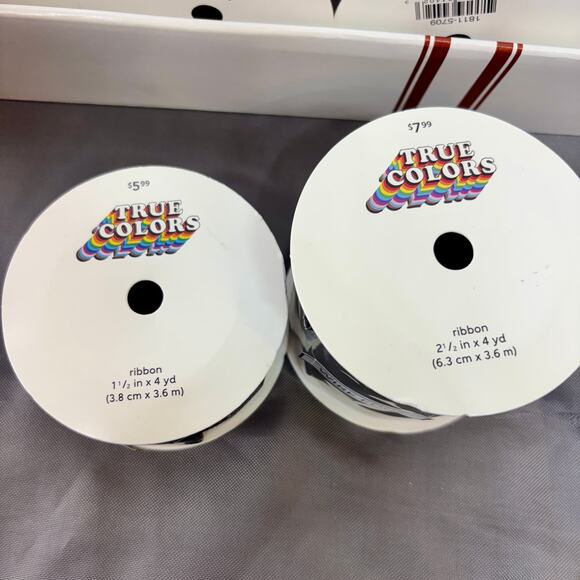 1811-5709
$5.99
TRUE
COLORS
ribbon
1 1/2 in x 4 yd
(3.8 cm x 3.6 m)
$7.99
TRUE
COLORS
ribbon
2 1/2 in x 4 yd
(6.3 cm x 3.6 m)